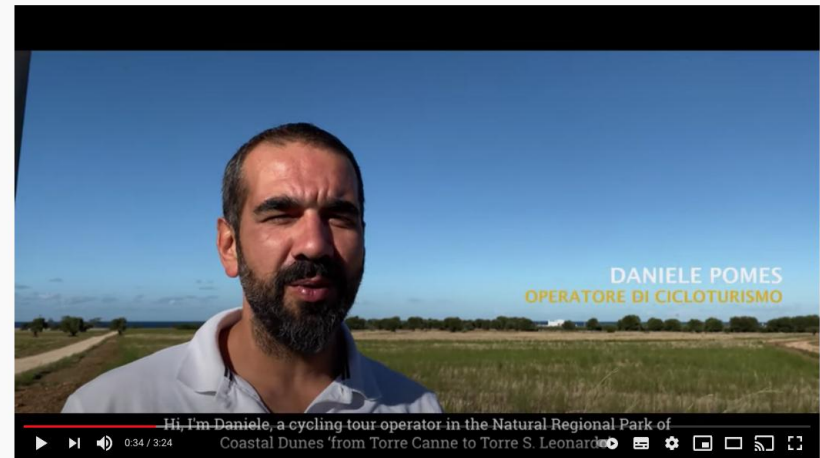 DANIELE POMES
OPERATORE DI CICLOTURISMO
Hi, I'm Daniele, a cycling tour operator in the Natural Regional Park of
Coastal Dunes 'from Torre Canne to Torre S. Leonardo
0:34 / 3:24